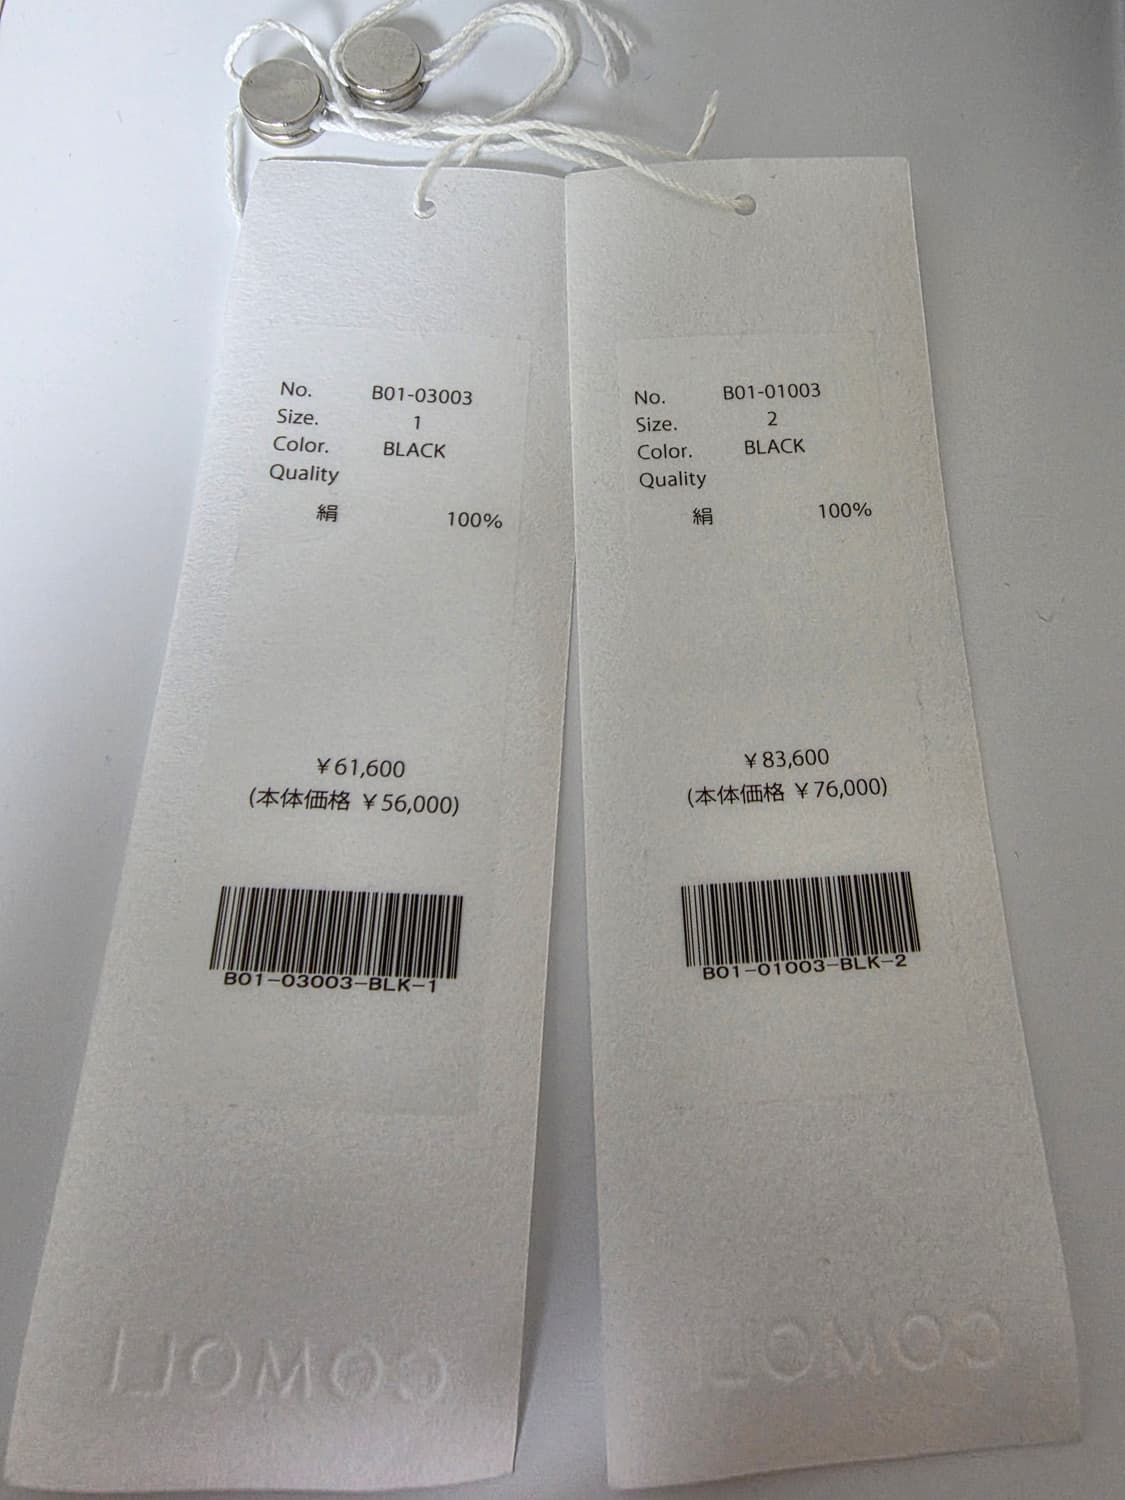 No. B01-03003
Size. 1
Color. BLACK
Quality
絹 100%
￥61,600
(本体価格 ￥56,000)
B01-03003-BLK-1
COMOLI
No. B01-01003
Size. 2
Color. BLACK
Quality
絹 100%
￥83,600
(本体価格 ￥76,000)
B01-01003-BLK-2
COMOLI